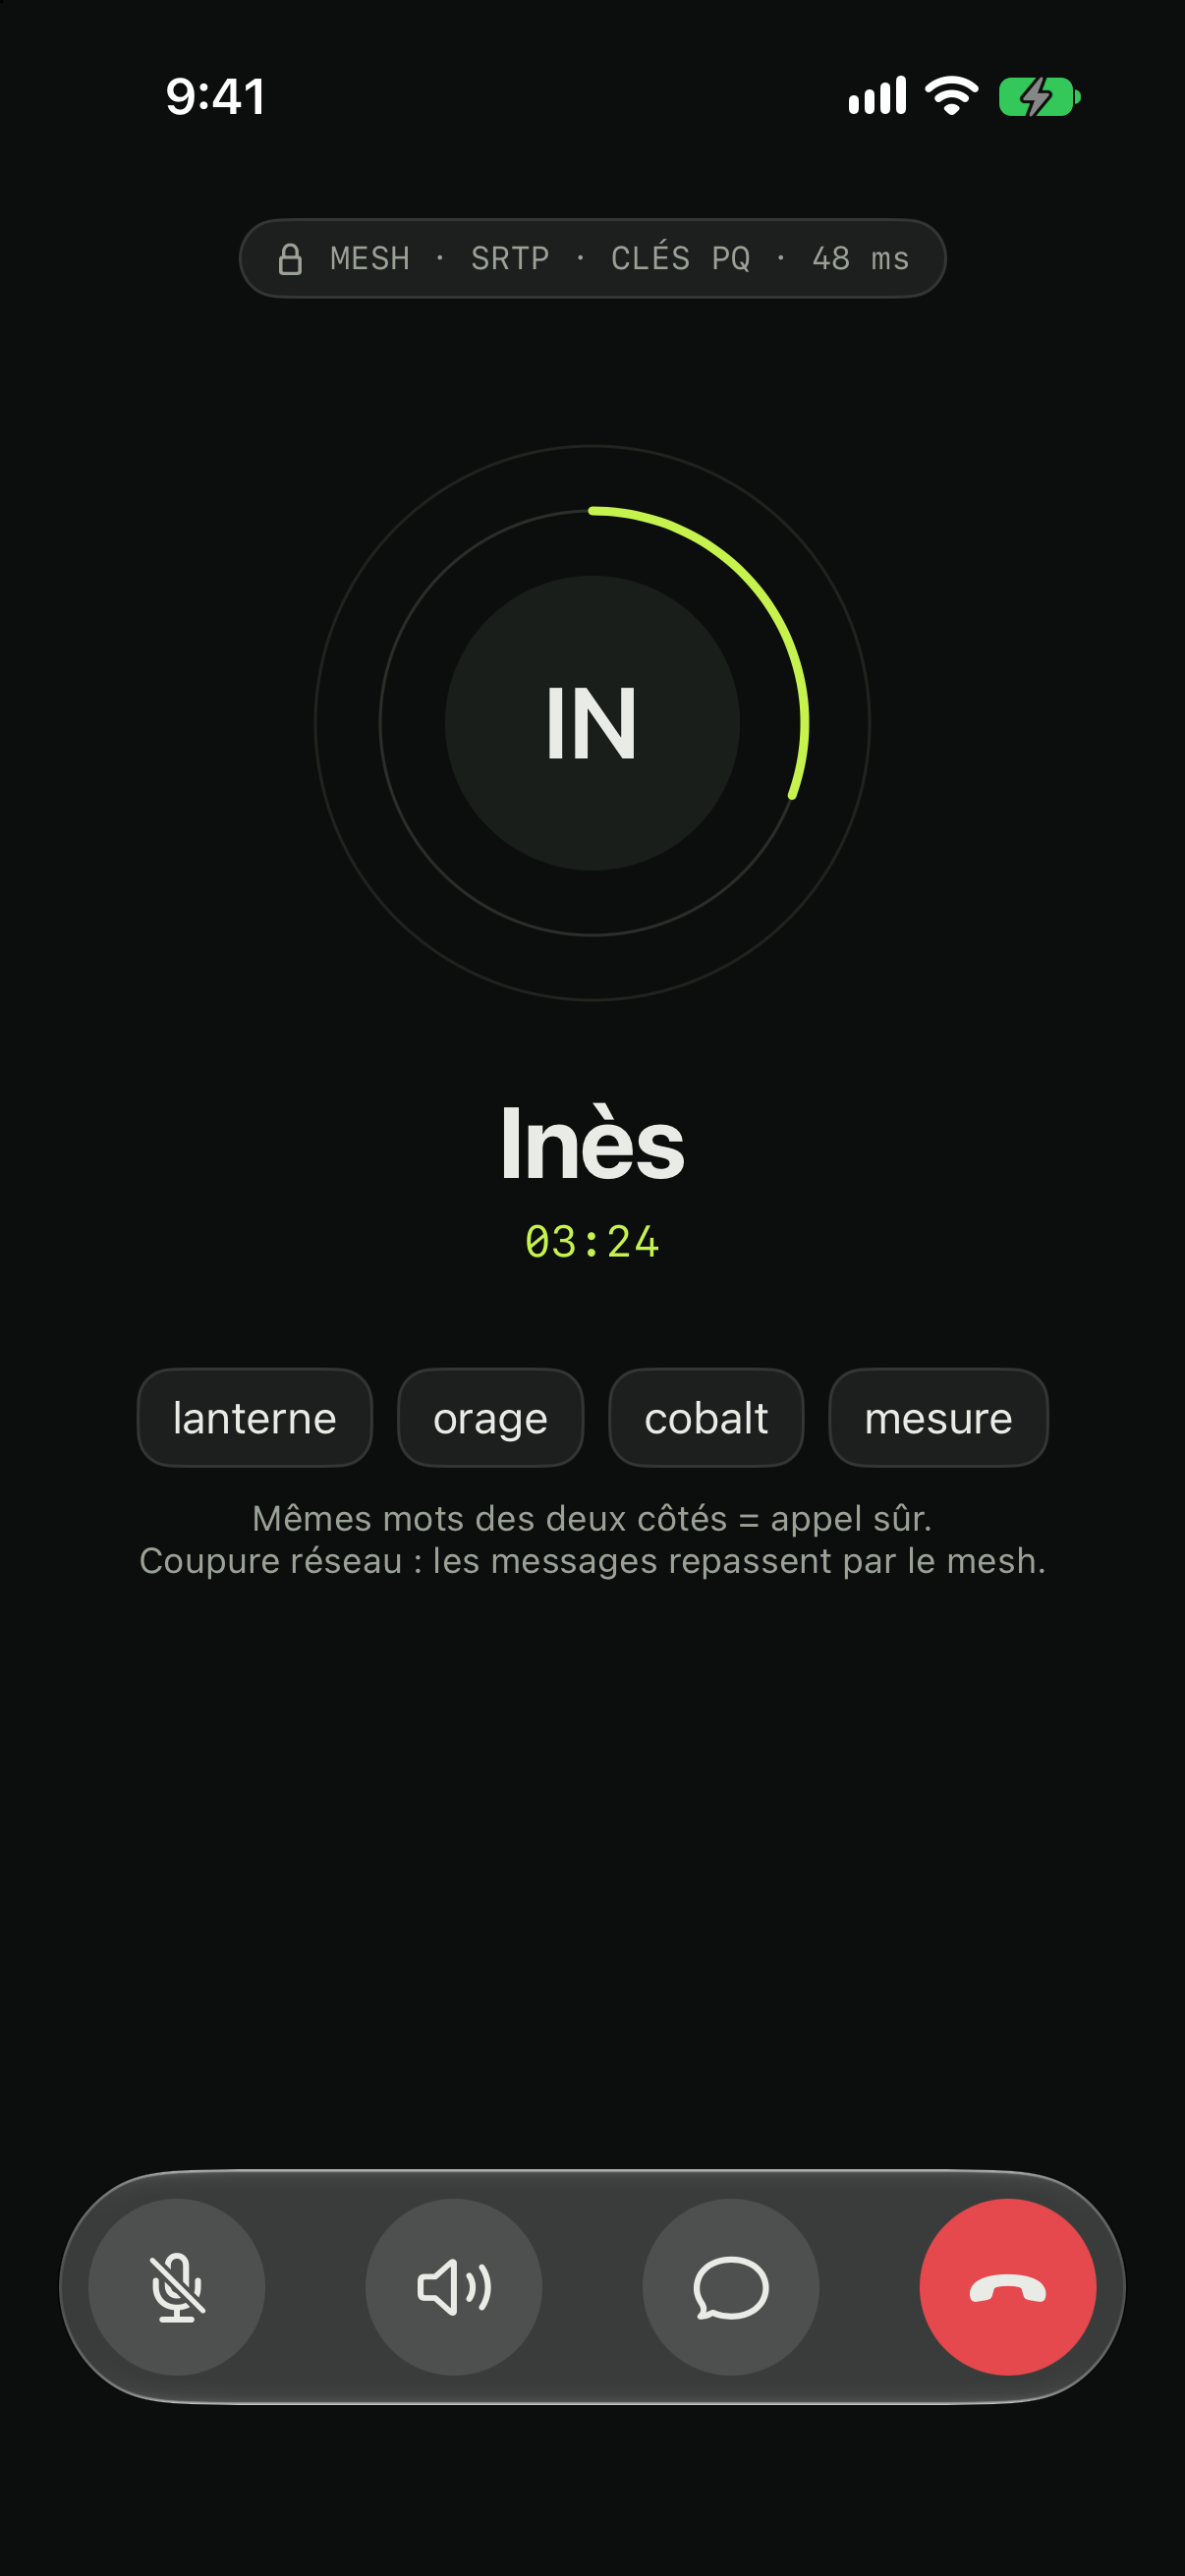 9:41
MESH · SRTP · CLÉS PQ · 48 ms
IN
Inès
03:24
lanterne orage cobalt mesure
Mêmes mots des deux côtés = appel sûr.
Coupure réseau : les messages repassent par le mesh.